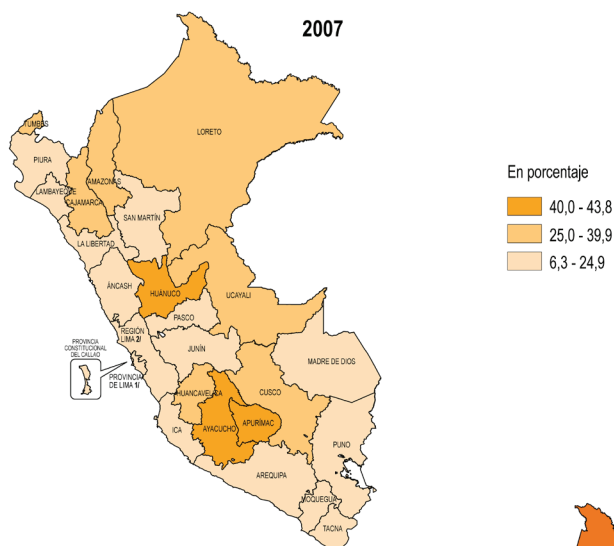 2007
LORETO
TUMBES
PIURA
LAMBAYEQUE
CAJAMARCA
AMAZONAS
SAN MARTÍN
LA LIBERTAD
ÁNCASH
HUÁNUCO
UCAYALI
PASCO
REGIÓN
LIMA 2/
JUNÍN
PROVINCIA
CONSTITUCIONAL
DEL CALLAO
PROVINCIA
DE LIMA 1/
MADRE DE DIOS
HUANCAVELICA
CUSCO
ICA
AYACUCHO
APURÍMAC
PUNO
AREQUIPA
MOQUEGUA
TACNA
En porcentaje
40,0 - 43,8
25,0 - 39,9
6,3 - 24,9